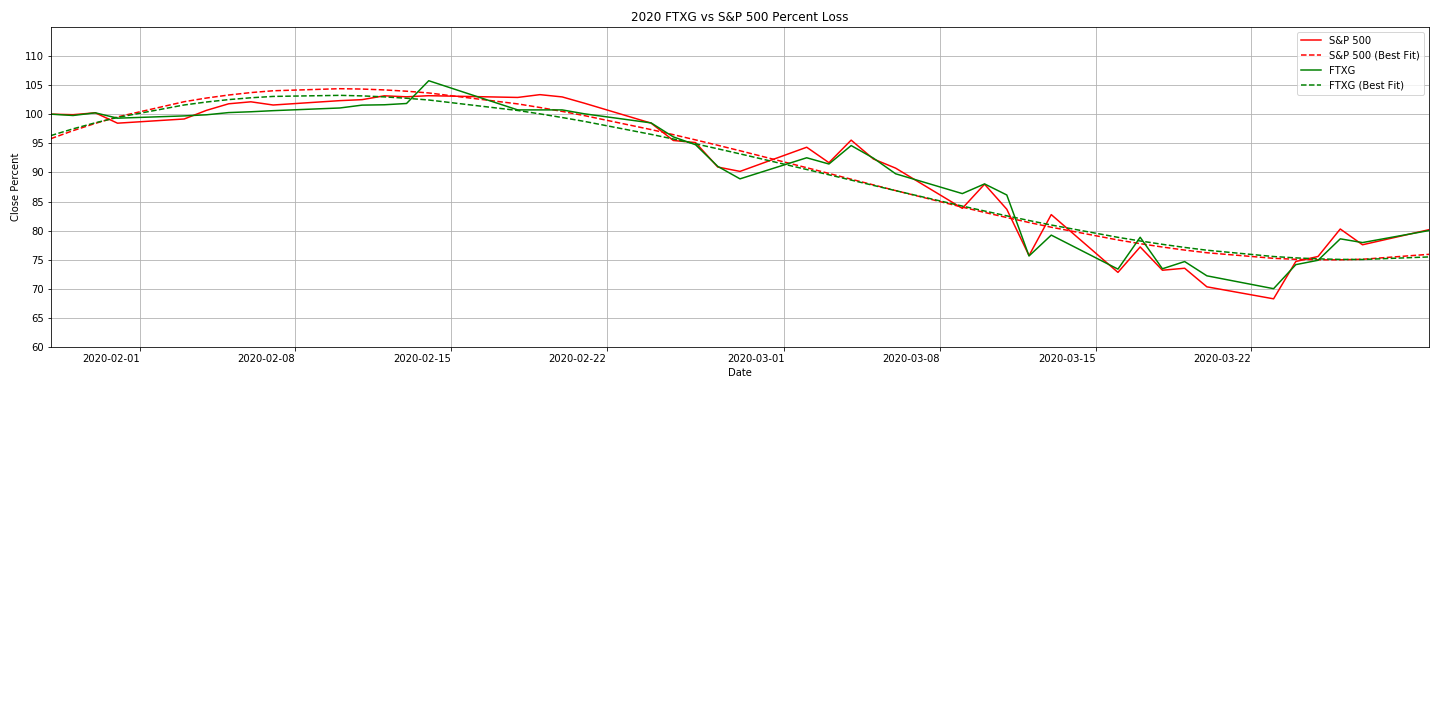 2020 FTXG vs S&P 500 Percent Loss
S&P 500
S&P 500 (Best Fit)
FTXG
FTXG (Best Fit)
110
105
100
95
90
85
80
75
70
65
60
Close Percent
2020-02-01
2020-02-08
2020-02-15
2020-02-22
2020-03-01
2020-03-08
2020-03-15
2020-03-22
Date